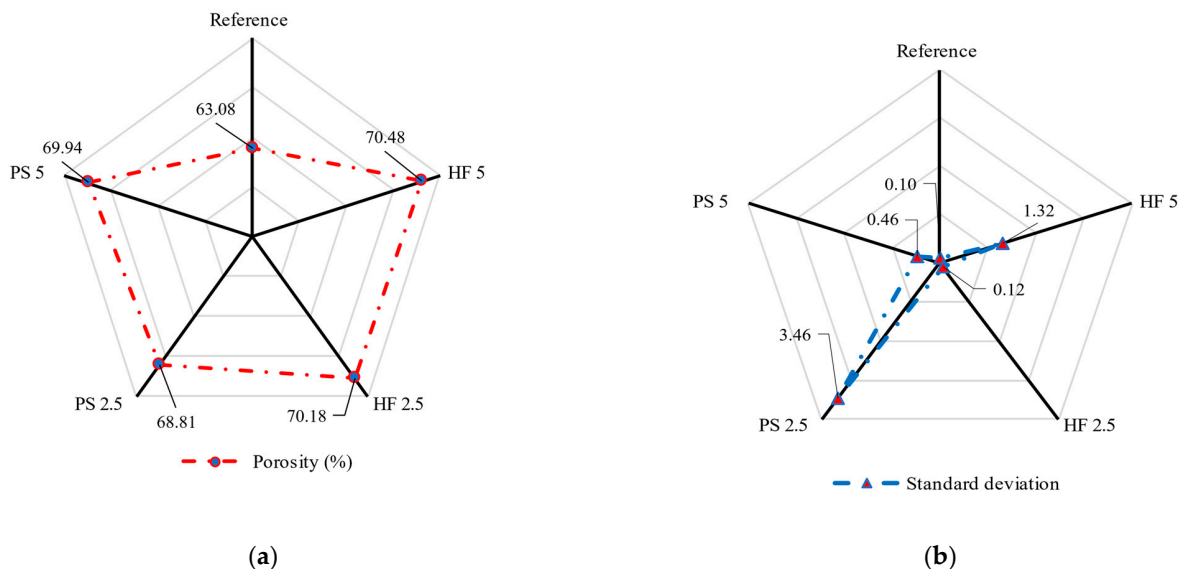 Reference
63.08
70.48
69.94
PS 5
HF 5
PS 2.5
68.81
70.18
HF 2.5
Porosity (%)
(a)
Reference
0.10
PS 5
0.46
1.32
HF 5
0.12
3.46
PS 2.5
HF 2.5
Standard deviation
(b)